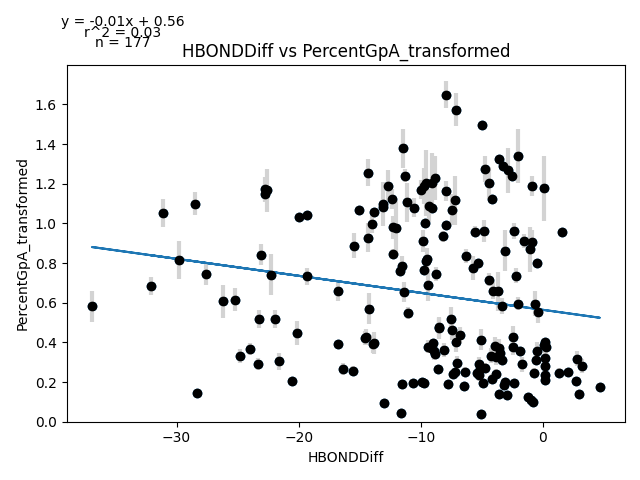 y = -0.01x + 0.56
r^2 = 0.03
n = 177
HBONDDiff vs PercentGpA_transformed
PercentGpA_transformed
1.6
1.4
1.2
1.0
0.8
0.6
0.4
0.2
0.0
−30
−20
−10
0
HBONDDiff